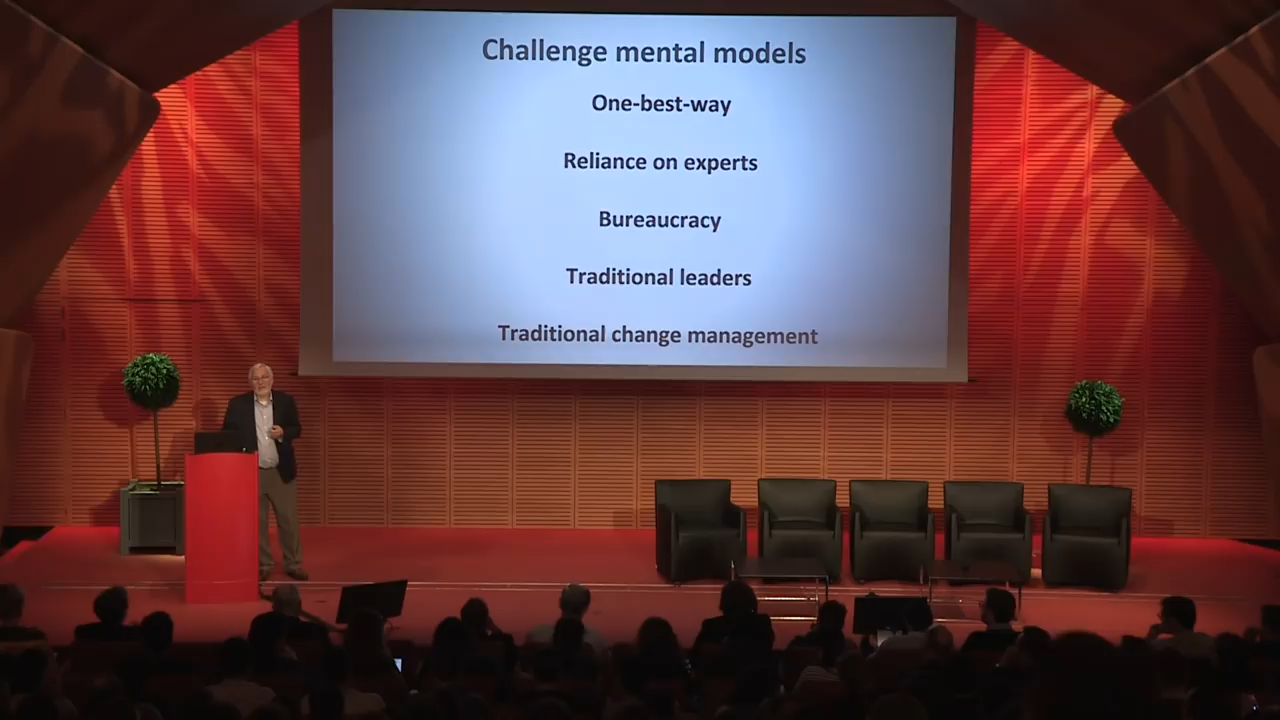 Challenge mental models
One-best-way
Reliance on experts
Bureaucracy
Traditional leaders
Traditional change management